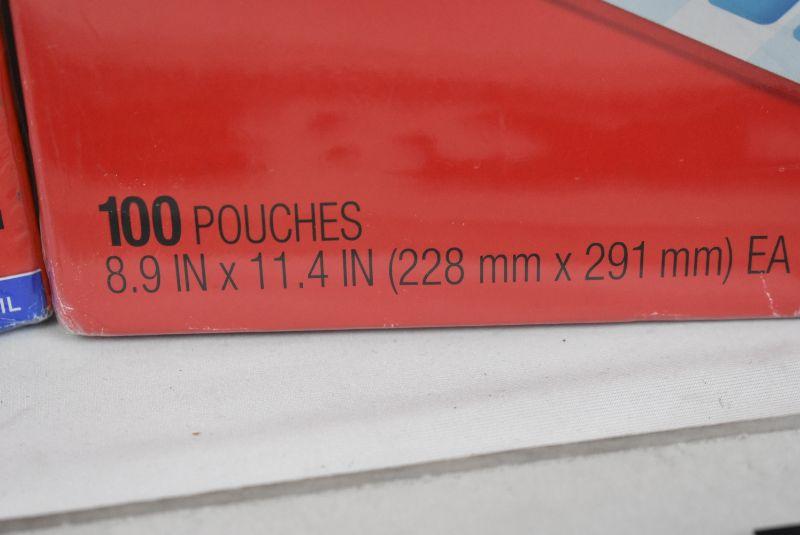 100 POUCHES
8.9 IN x 11.4 IN (228 mm x 291 mm) EA